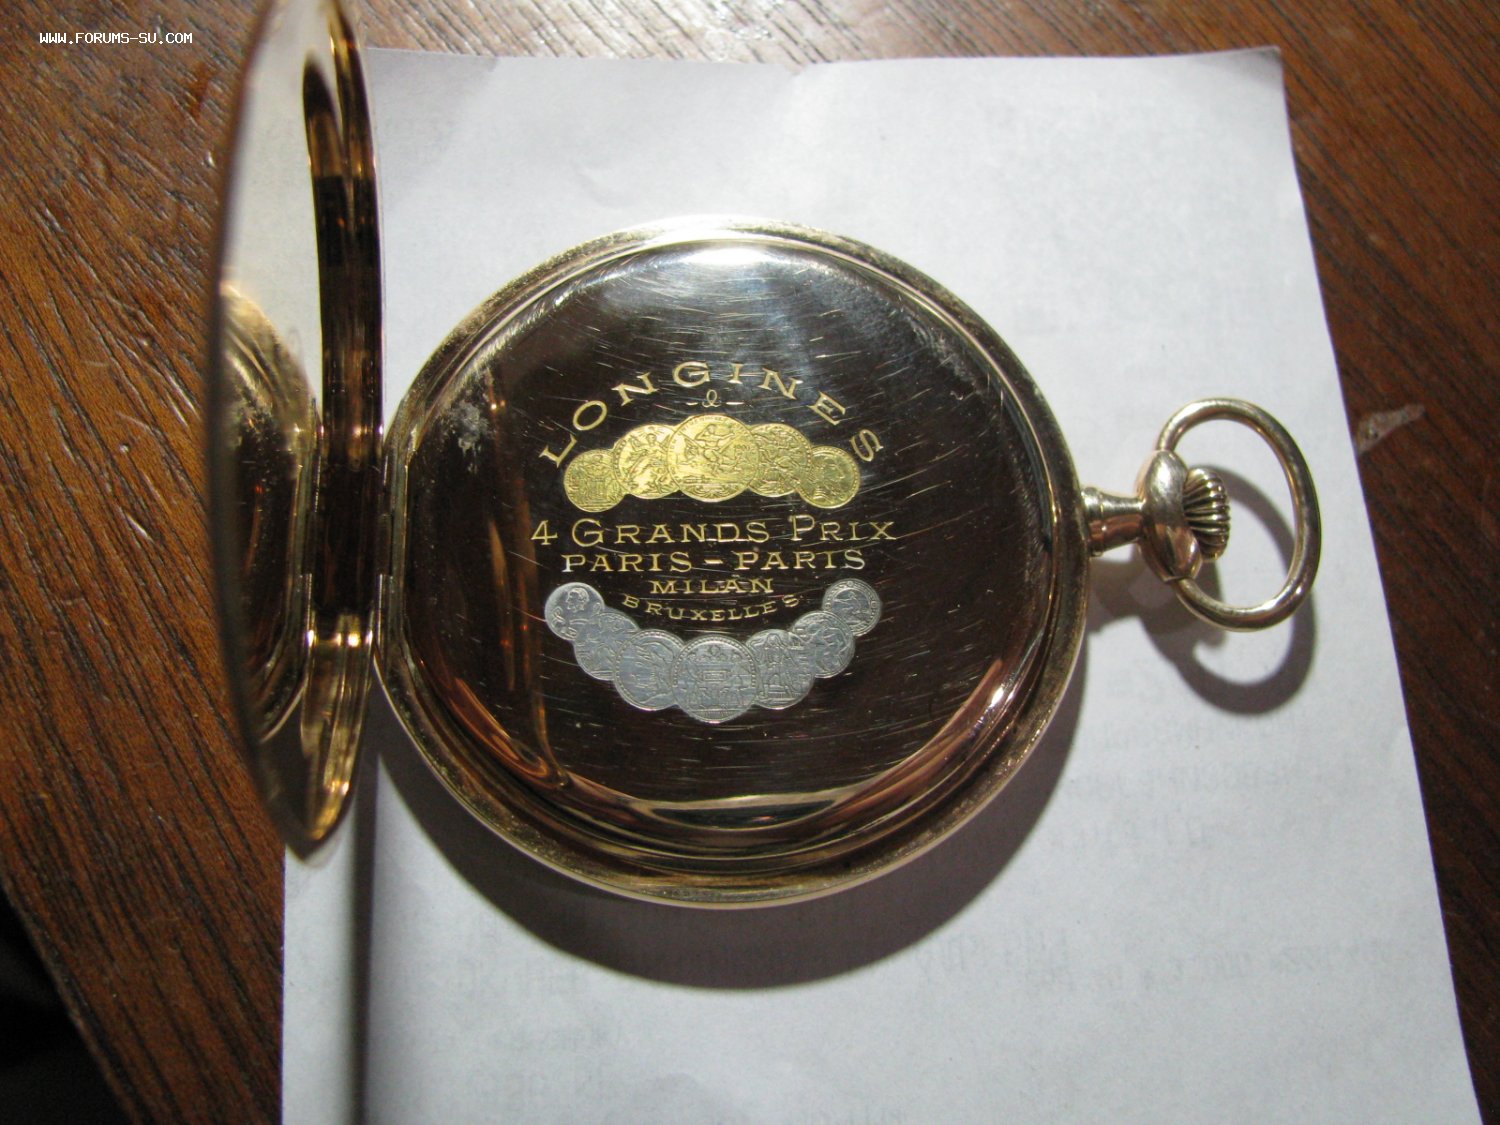 WWW.FORUMS-SU.COM
LONGINES
4 GRANDS PRIX
PARIS - PARIS
MILAN
BRUXELLES